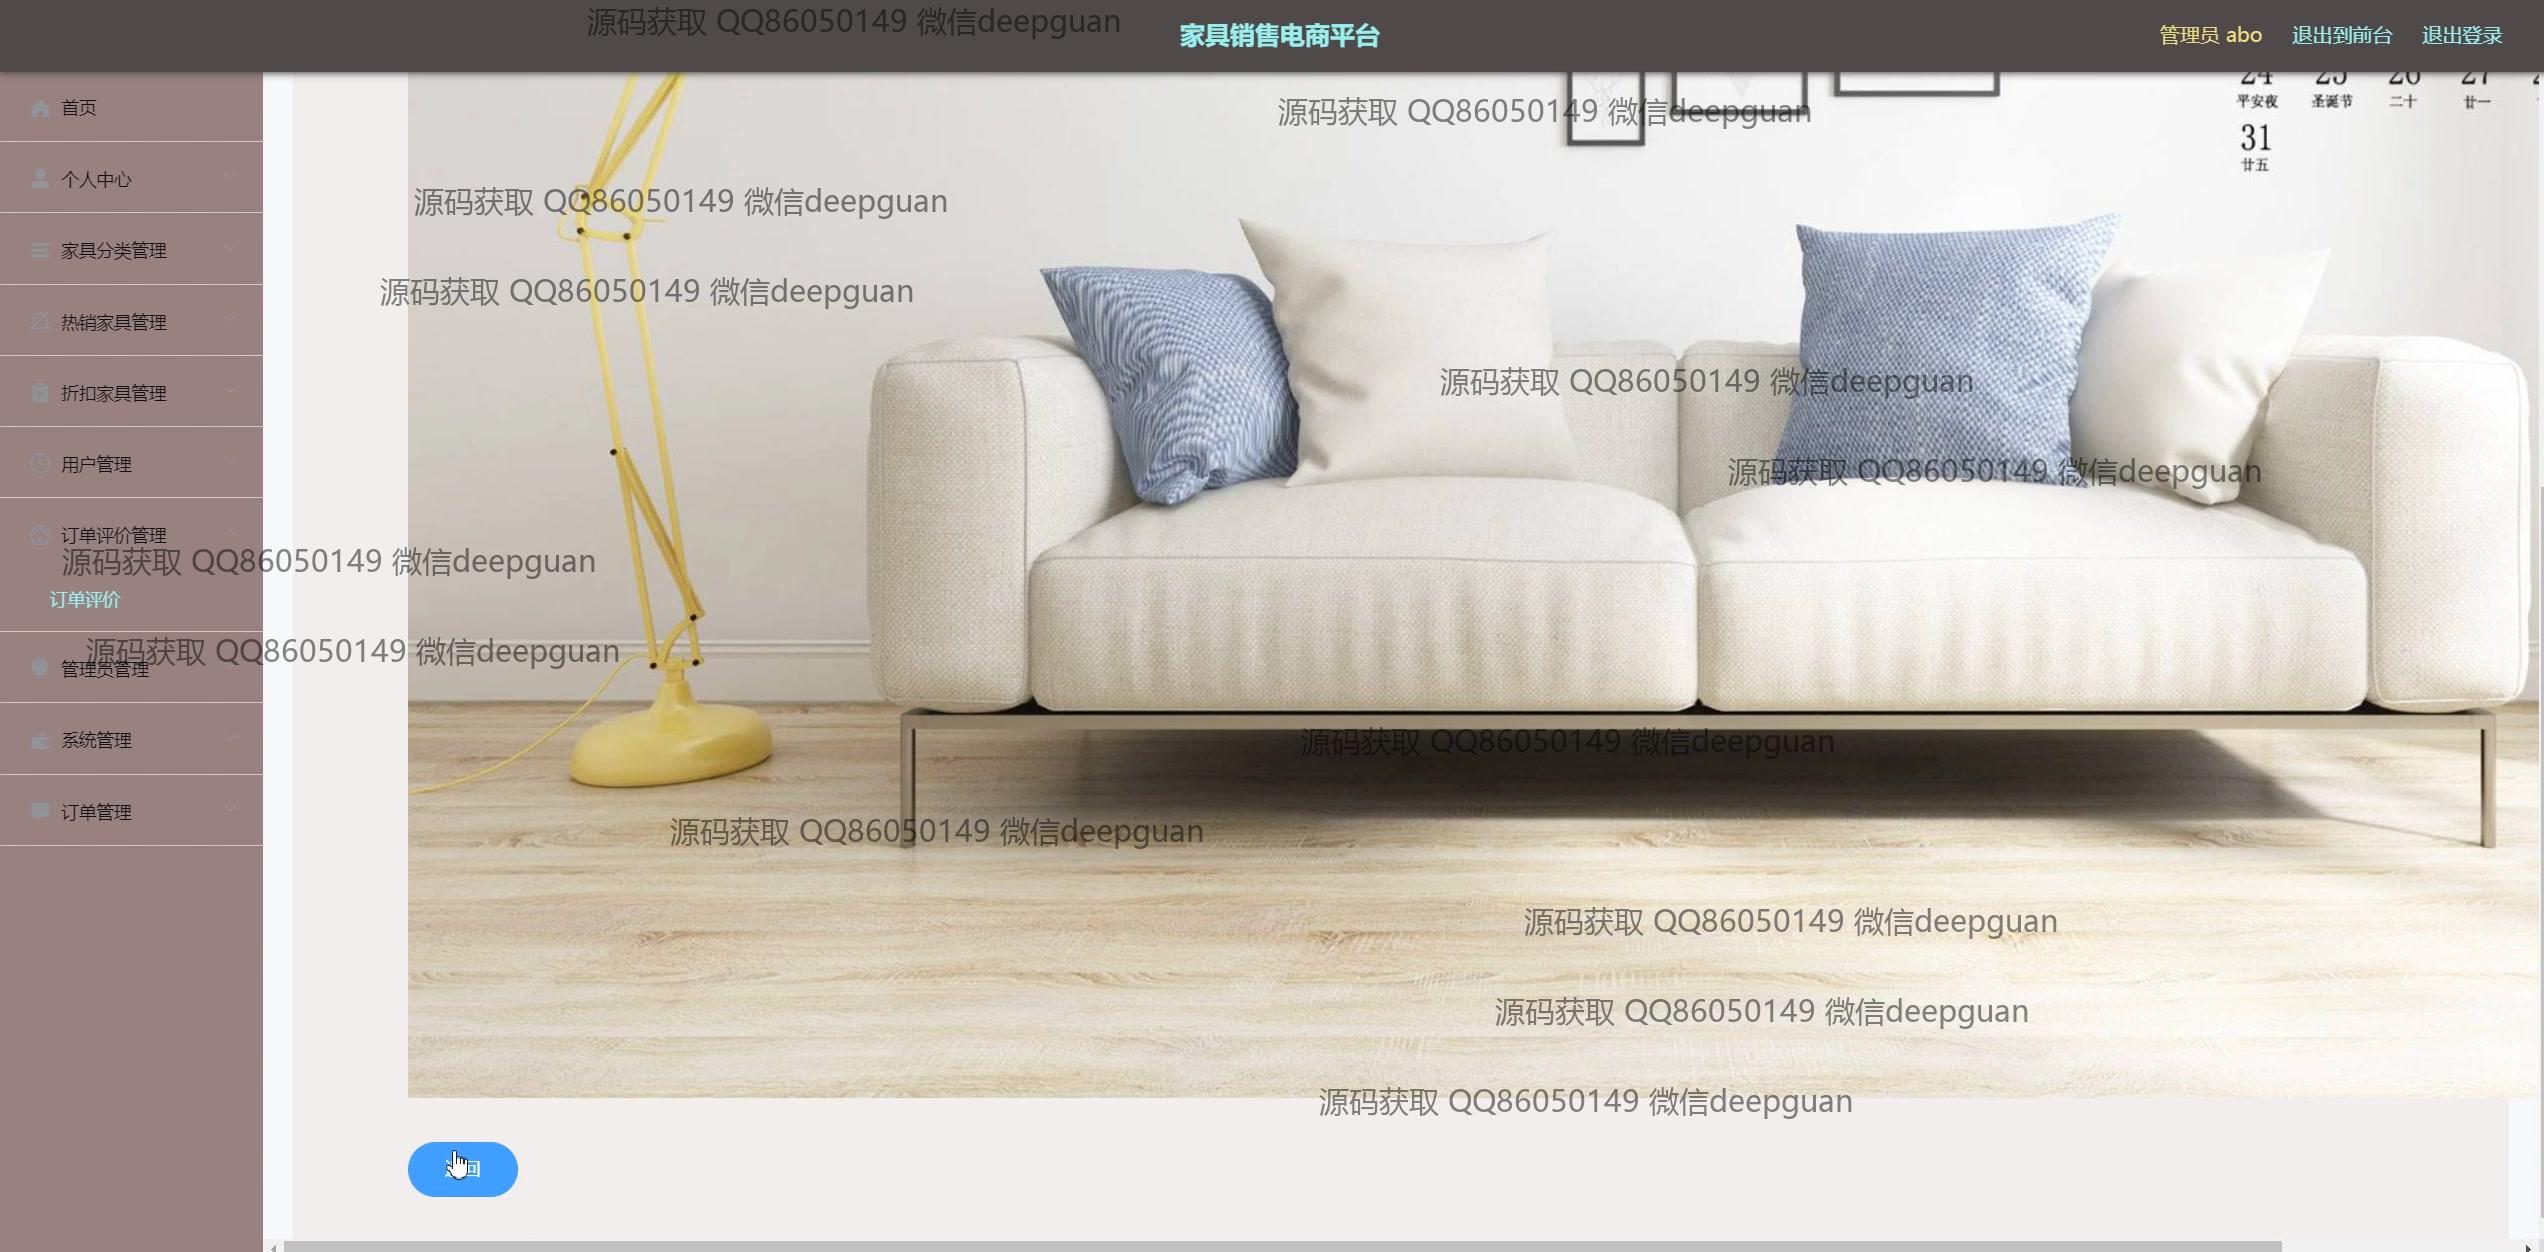 源码获取 QQ86050149 微信deepguan
家具销售电商平台
管理员 abo
退出到前台
退出登录
24 25 26 27
平安夜 圣诞节 二十 廿一
31
廿五
首页
源码获取 QQ86050149 微信deepguan
个人中心
源码获取 QQ86050149 微信deepguan
家具分类管理
源码获取 QQ86050149 微信deepguan
热销家具管理
折扣家具管理
源码获取 QQ86050149 微信deepguan
用户管理
源码获取 QQ86050149 微信deepguan
订单评价管理
源码获取 QQ86050149 微信deepguan
订单评价
源码获取 QQ86050149 微信deepguan
管理员管理
系统管理
源码获取 QQ86050149 微信deepguan
订单管理
源码获取 QQ86050149 微信deepguan
源码获取 QQ86050149 微信deepguan
源码获取 QQ86050149 微信deepguan
源码获取 QQ86050149 微信deepguan
返回